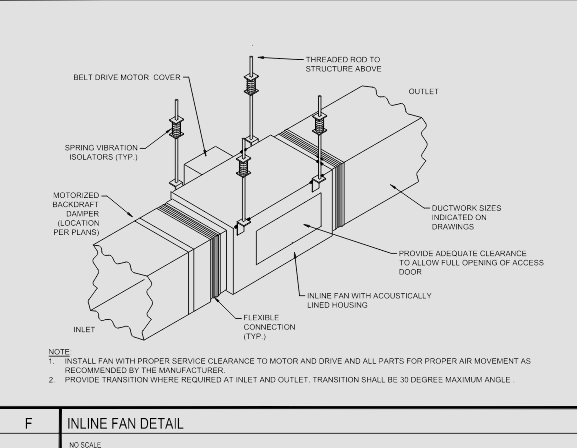 THREADED ROD TO
STRUCTURE ABOVE
BELT DRIVE MOTOR COVER
OUTLET
SPRING VIBRATION
ISOLATORS (TYP.)
MOTORIZED
BACKDRAFT
DAMPER
(LOCATION
PER PLANS)
DUCTWORK SIZES
INDICATED ON
DRAWINGS
PROVIDE ADEQUATE CLEARANCE
TO ALLOW FULL OPENING OF ACCESS
DOOR
INLINE FAN WITH ACOUSTICALLY
LINED HOUSING
FLEXIBLE
CONNECTION
(TYP.)
INLET
NOTE:
1. INSTALL FAN WITH PROPER SERVICE CLEARANCE TO MOTOR AND DRIVE AND ALL PARTS FOR PROPER AIR MOVEMENT AS
RECOMMENDED BY THE MANUFACTURER.
2. PROVIDE TRANSITION WHERE REQUIRED AT INLET AND OUTLET. TRANSITION SHALL BE 30 DEGREE MAXIMUM ANGLE .
F INLINE FAN DETAIL
NO SCALE